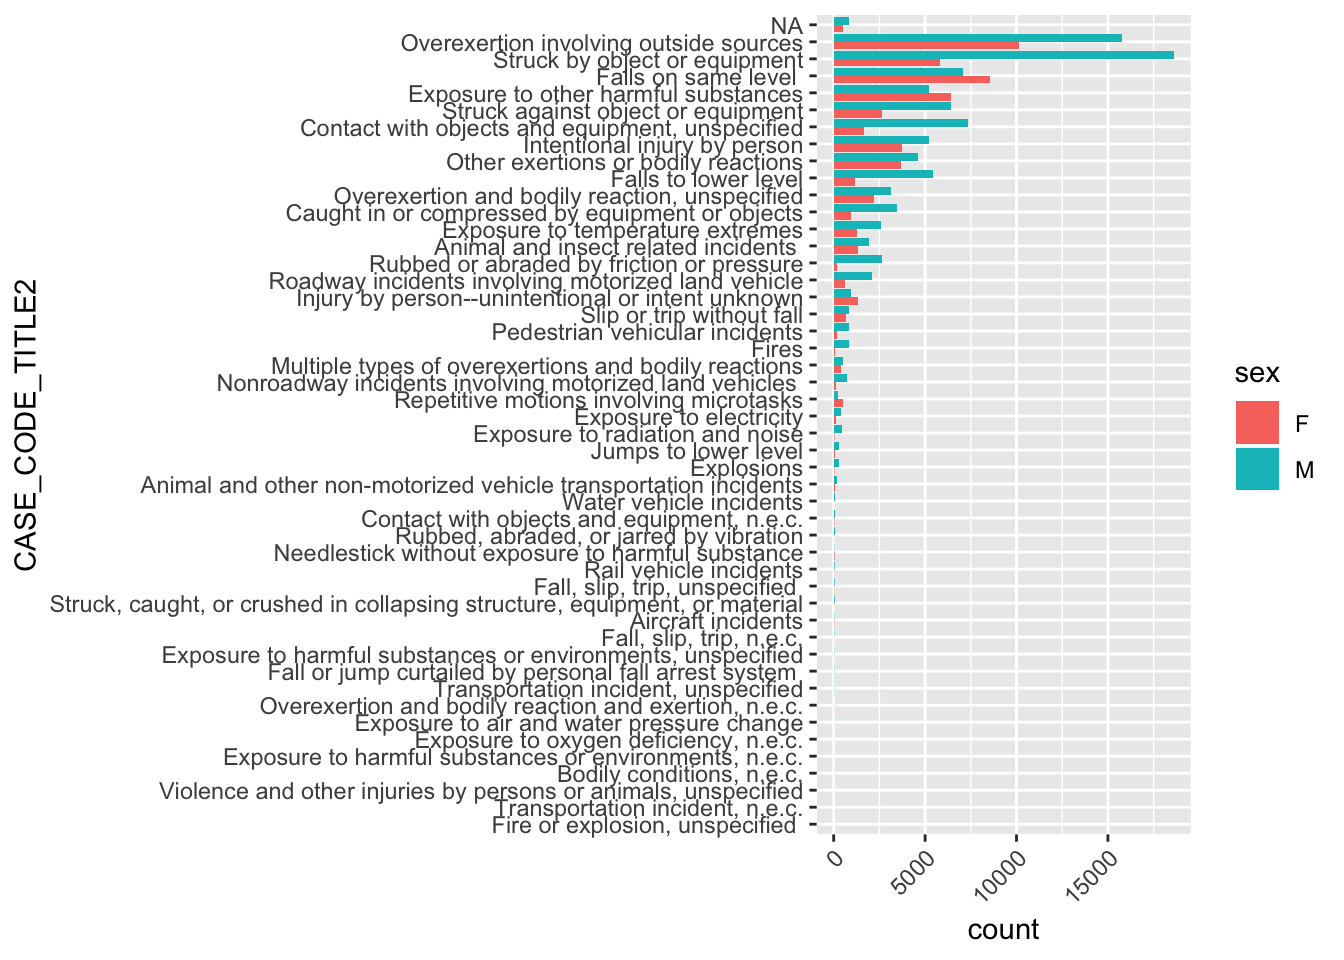 NA
Overexertion involving outside sources
Struck by object or equipment
Falls on same level
Exposure to other harmful substances
Struck against object or equipment
Contact with objects and equipment, unspecified
Intentional injury by person
Other exertions or bodily reactions
Falls to lower level
Overexertion and bodily reaction, unspecified
Caught in or compressed by equipment or objects
Exposure to temperature extremes
Animal and insect related incidents
Rubbed or abraded by friction or pressure
Roadway incidents involving motorized land vehicle
Injury by person--unintentional or intent unknown
Slip or trip without fall
Pedestrian vehicular incidents
Fires
Multiple types of overexertions and bodily reactions
Nonroadway incidents involving motorized land vehicles
Repetitive motions involving microtasks
Exposure to electricity
Exposure to radiation and noise
Jumps to lower level
Explosions
Animal and other non-motorized vehicle transportation incidents
Water vehicle incidents
Contact with objects and equipment, n.e.c.
Rubbed, abraded, or jarred by vibration
Needlestick without exposure to harmful substance
Rail vehicle incidents
Fall, slip, trip, unspecified
Struck, caught, or crushed in collapsing structure, equipment, or material
Aircraft incidents
Fall, slip, trip, n.e.c.
Exposure to harmful substances or environments, unspecified
Fall or jump curtailed by personal fall arrest system
Transportation incident, unspecified
Overexertion and bodily reaction and exertion, n.e.c.
Exposure to air and water pressure change
Exposure to oxygen deficiency, n.e.c.
Exposure to harmful substances or environments, n.e.c.
Bodily conditions, n.e.c.
Violence and other injuries by persons or animals, unspecified
Transportation incident, n.e.c.
Fire or explosion, unspecified
CASE_CODE_TITLE2
0
5000
10000
15000
count
sex
F
M